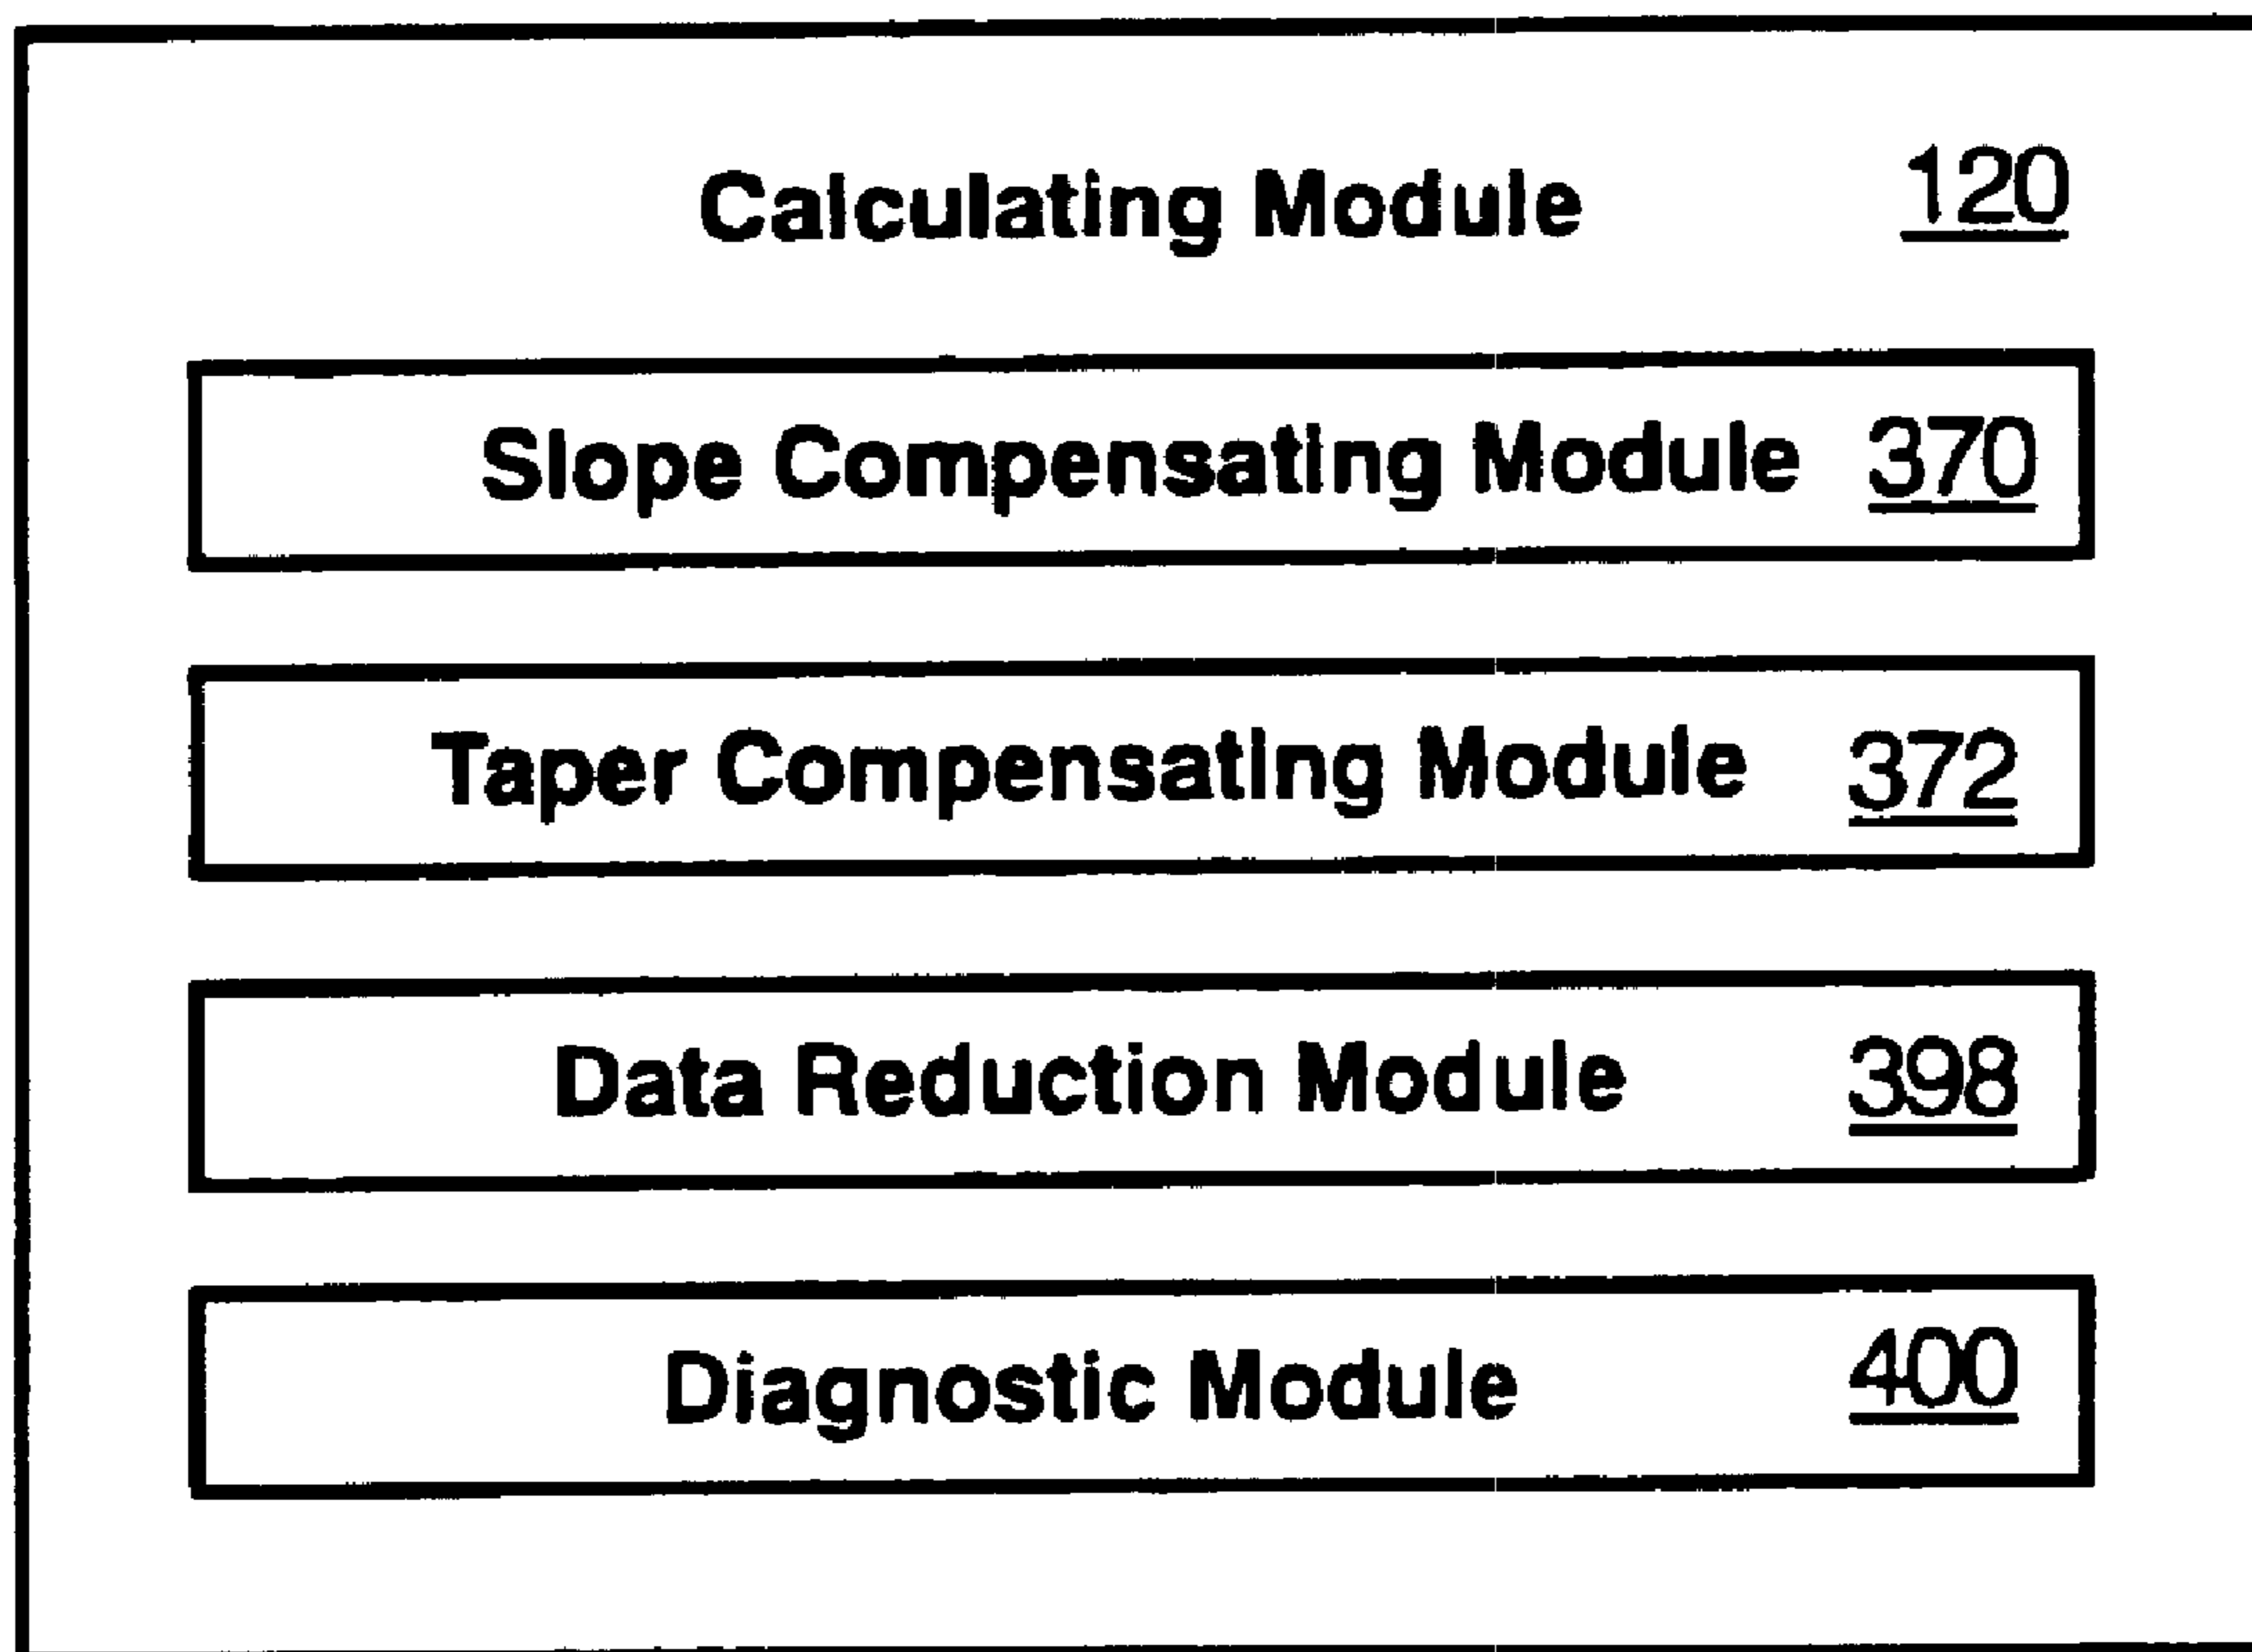 Calculating Module 120
Slope Compensating Module 370
Taper Compensating Module 372
Data Reduction Module 398
Diagnostic Module 400